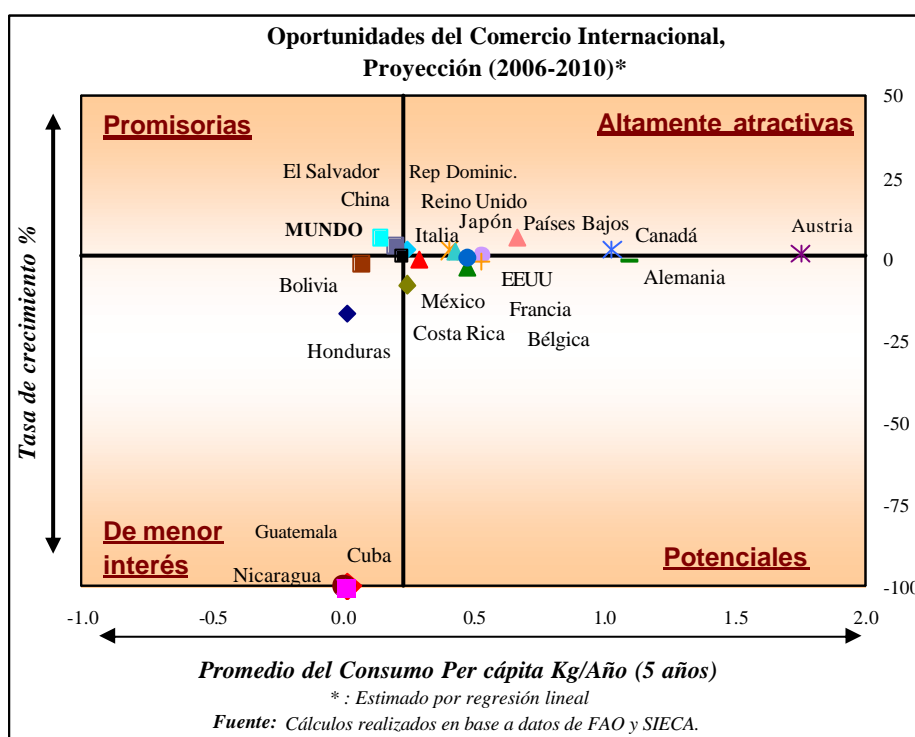 Oportunidades del Comercio Internacional,
Proyección (2006-2010)*
50
Promisorias
Altamente atractivas
El Salvador
Rep Dominic.
25
China
Reino Unido
MUNDO
Italia
Japón
Países Bajos
Canadá
Austria
0
Bolivia
EEUU
Alemania
México
Francia
Honduras
Costa Rica
Bélgica
-25
-50
-75
Tasa de crecimiento %
De menor
interés
Guatemala
Cuba
Nicaragua
Potenciales
-100
-1.0
-0.5
0.0
0.5
1.0
1.5
2.0
Promedio del Consumo Per cápita Kg/Año (5 años)
* : Estimado por regresión lineal
Fuente: Cálculos realizados en base a datos de FAO y SIECA.